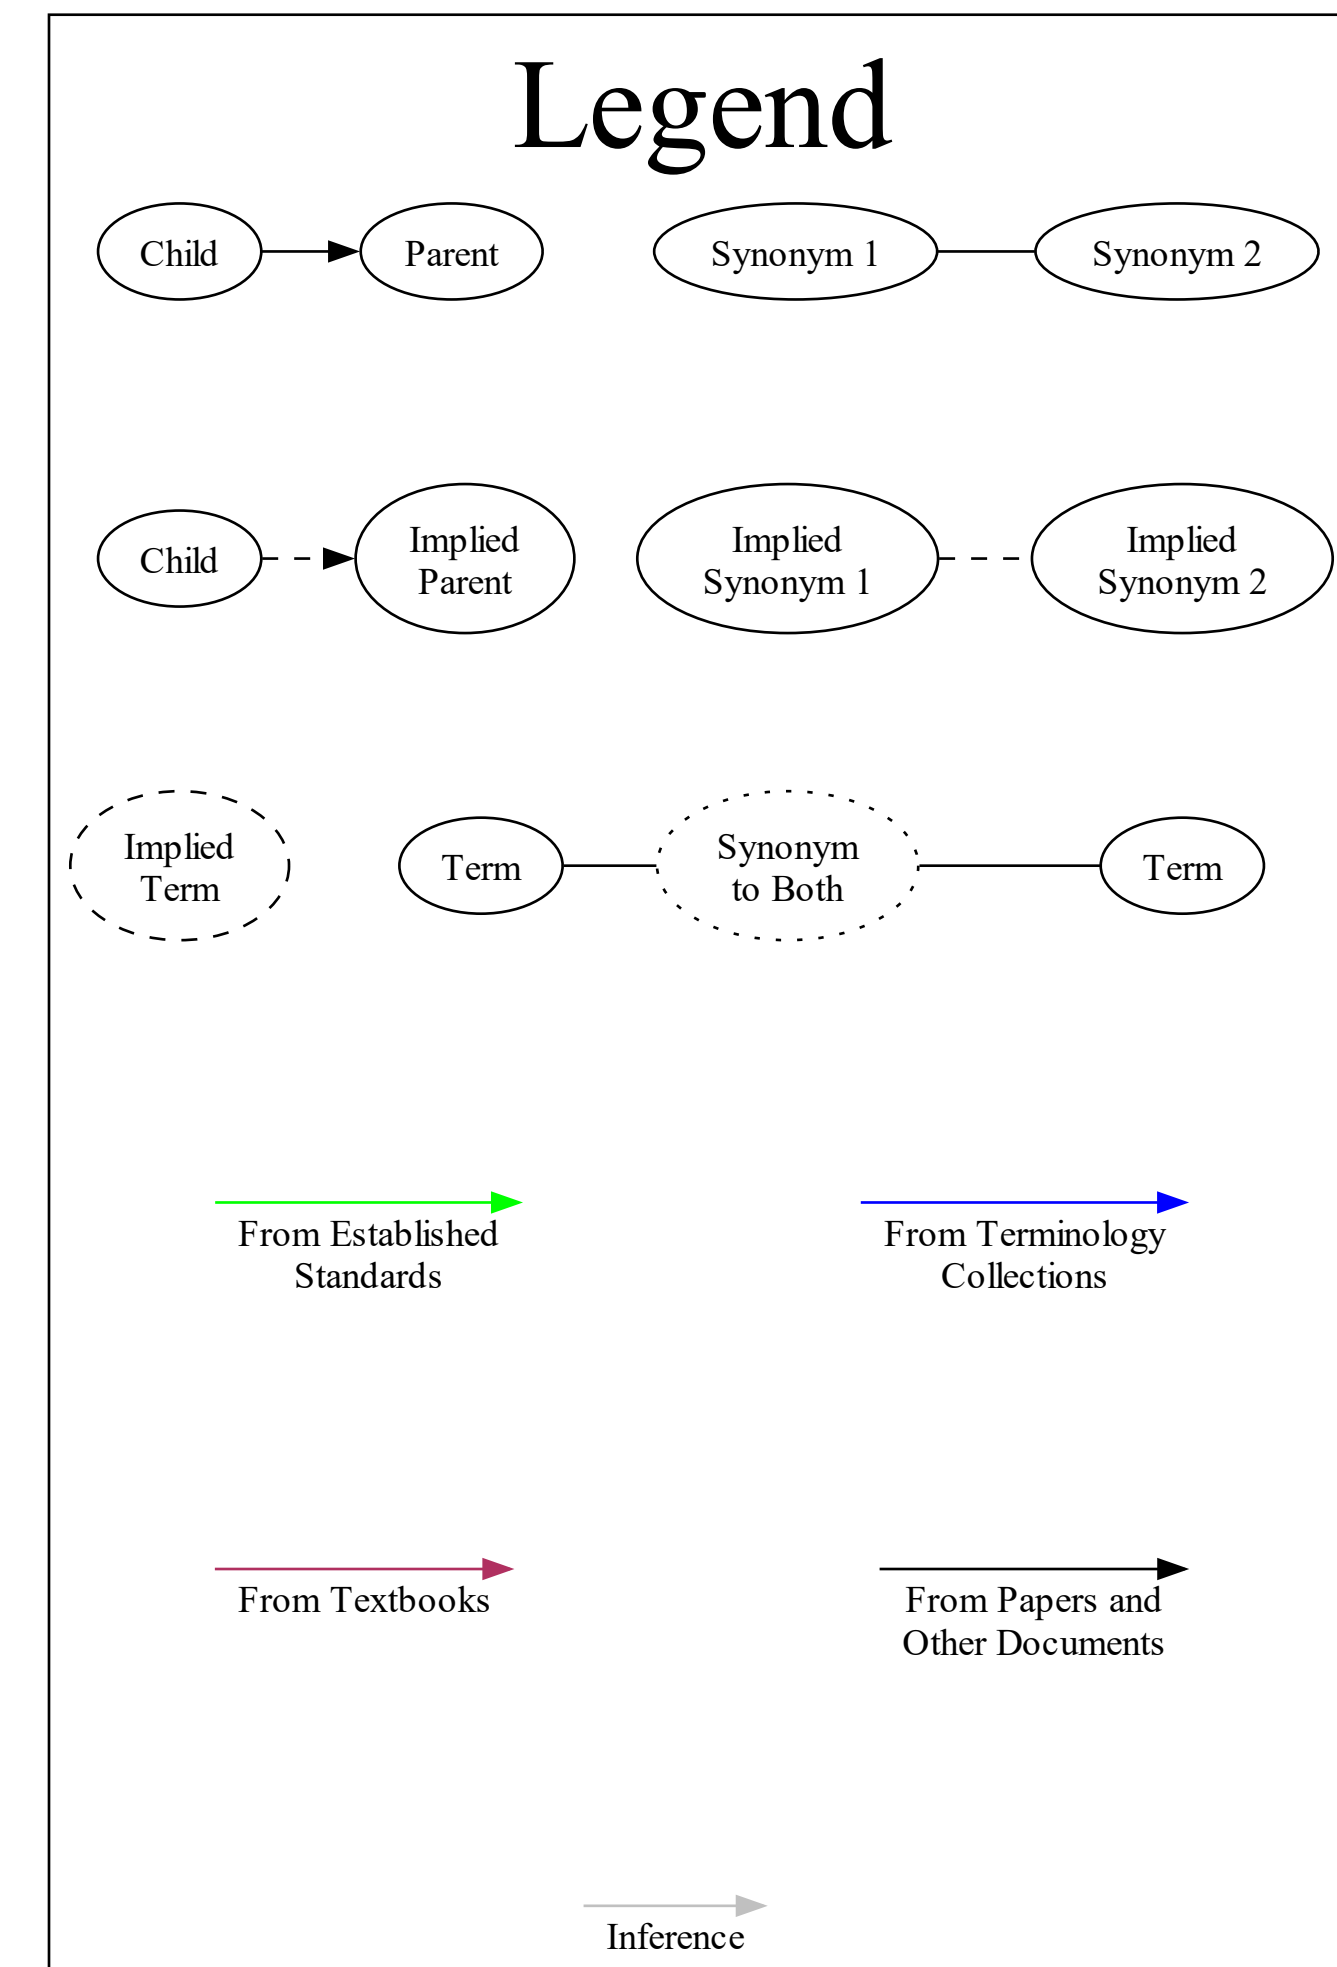 Legend
Child
Parent
Synonym 1
Synonym 2
Child
Implied
Parent
Implied
Synonym 1
Implied
Synonym 2
Implied
Term
Term
Synonym
to Both
Term
From Established
Standards
From Terminology
Collections
From Textbooks
From Papers and
Other Documents
Inference